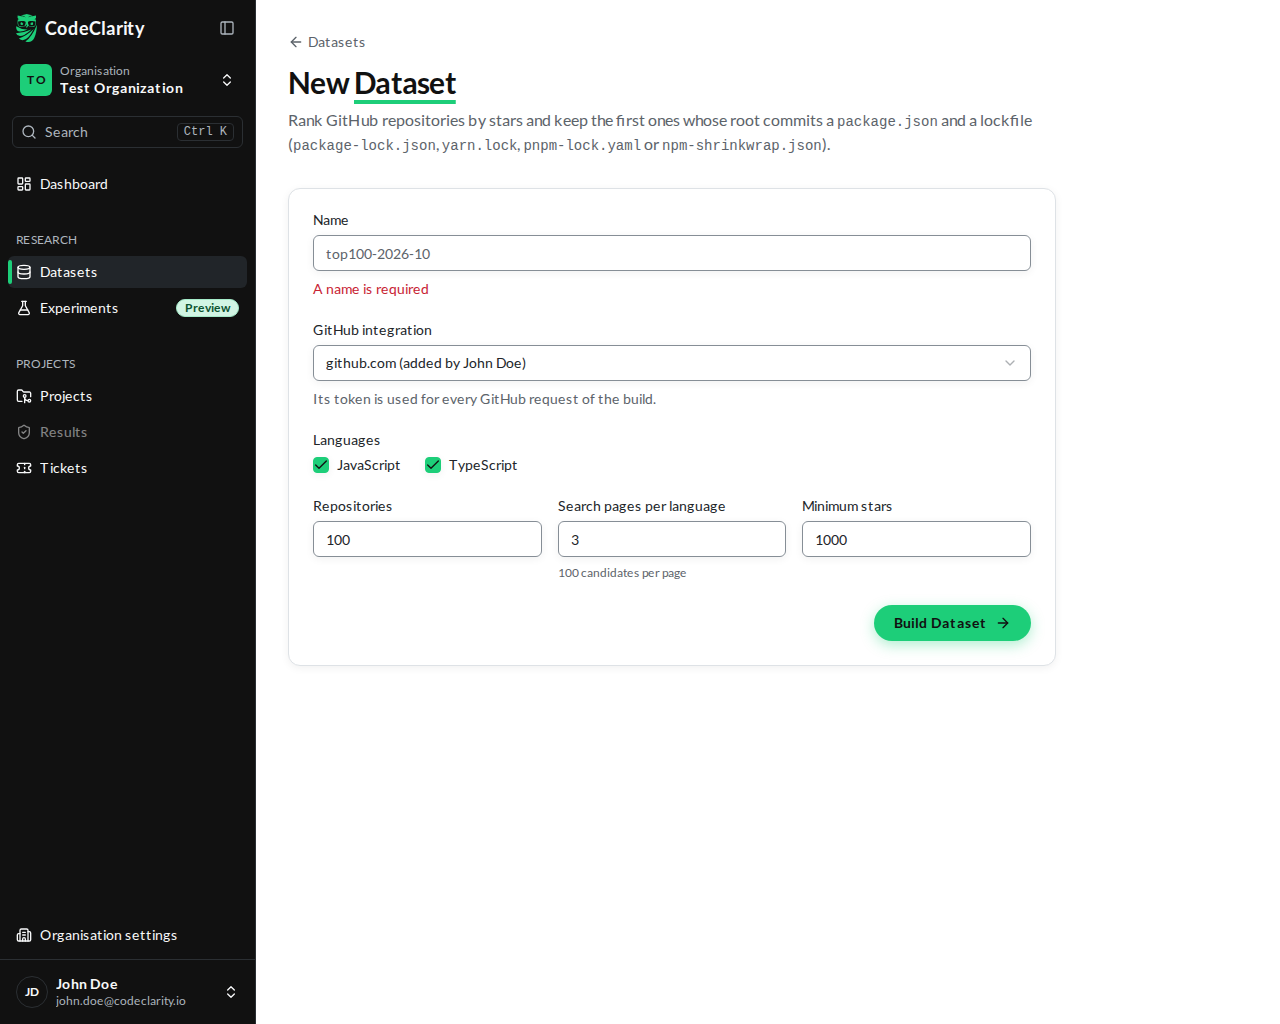 CodeClarity
TO
Organisation
Test Organization
Search
Ctrl K
Dashboard
RESEARCH
Datasets
Experiments
Preview
PROJECTS
Projects
Results
Tickets
Organisation settings
JD
John Doe
john.doe@codeclarity.io
Datasets
New Dataset
Rank GitHub repositories by stars and keep the first ones whose root commits a package.json and a lockfile
(package-lock.json, yarn.lock, pnpm-lock.yaml or npm-shrinkwrap.json).
Name
top100-2026-10
A name is required
GitHub integration
github.com (added by John Doe)
Its token is used for every GitHub request of the build.
Languages
JavaScript
TypeScript
Repositories
Search pages per language
Minimum stars
100
3
1000
100 candidates per page
Build Dataset